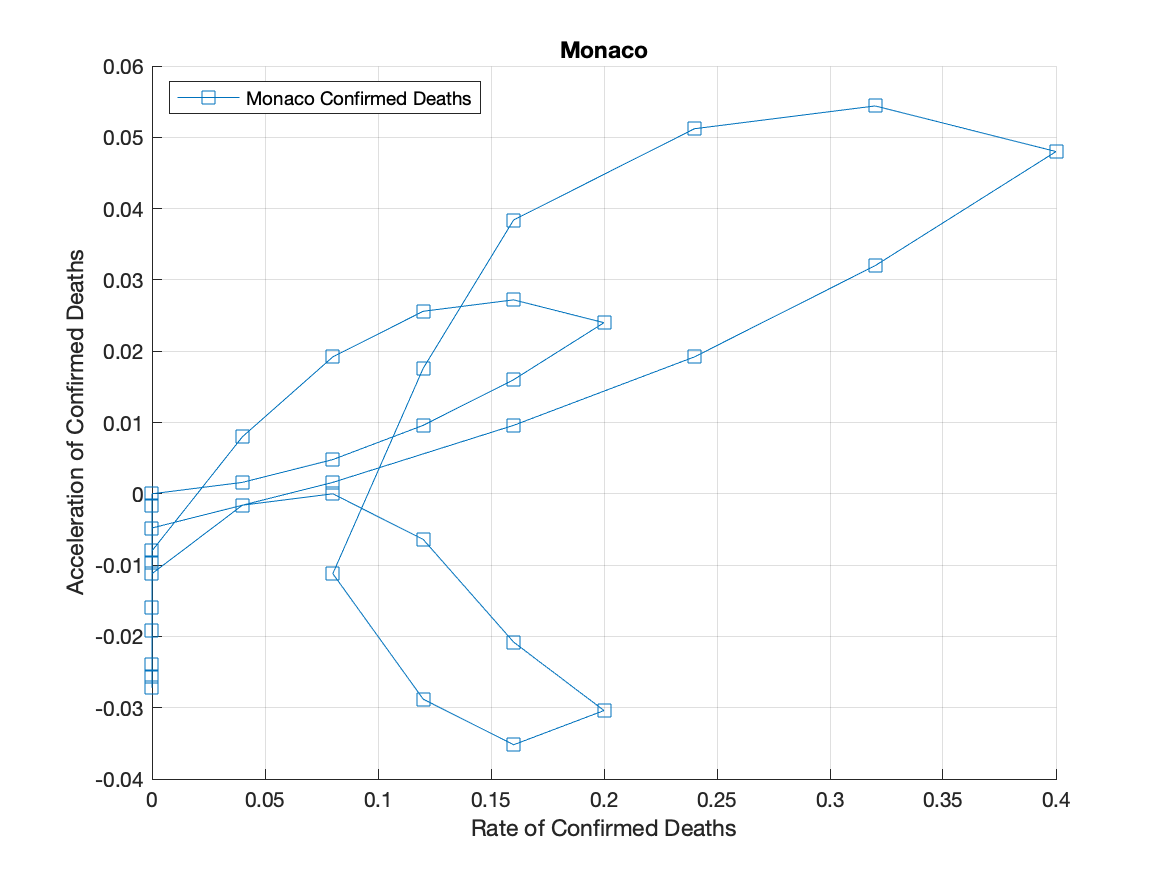 Monaco
Monaco Confirmed Deaths
0.06
0.05
0.04
0.03
0.02
0.01
0
-0.01
-0.02
-0.03
-0.04
Acceleration of Confirmed Deaths
0 0.05 0.1 0.15 0.2 0.25 0.3 0.35 0.4
Rate of Confirmed Deaths